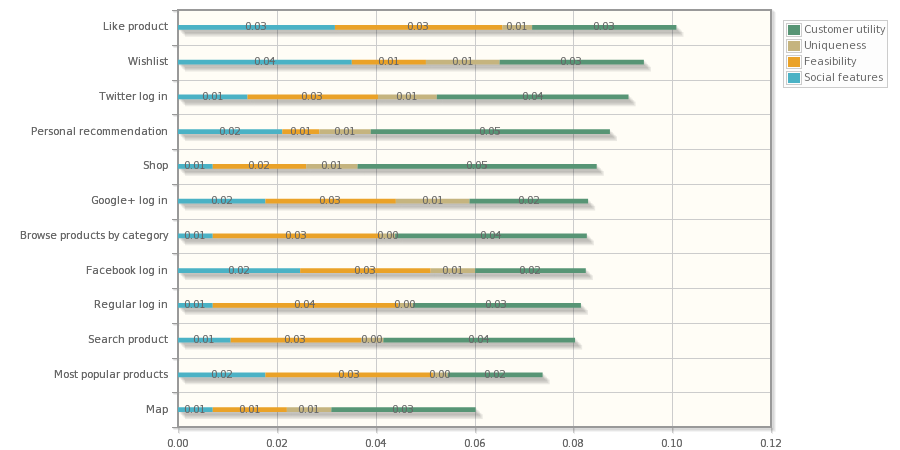 Like product 0.03 0.03 0.01 0.03
Wishlist 0.04 0.01 0.01 0.03
Twitter log in 0.01 0.03 0.01 0.04
Personal recommendation 0.02 0.01 0.01 0.05
Shop 0.01 0.02 0.01 0.05
Google+ log in 0.02 0.03 0.01 0.02
Browse products by category 0.01 0.03 0.00 0.04
Facebook log in 0.02 0.03 0.01 0.02
Regular log in 0.01 0.04 0.00 0.03
Search product 0.01 0.03 0.00 0.04
Most popular products 0.02 0.03 0.00 0.02
Map 0.01 0.01 0.01 0.03
0.00 0.02 0.04 0.06 0.08 0.10 0.12
Customer utility
Uniqueness
Feasibility
Social features